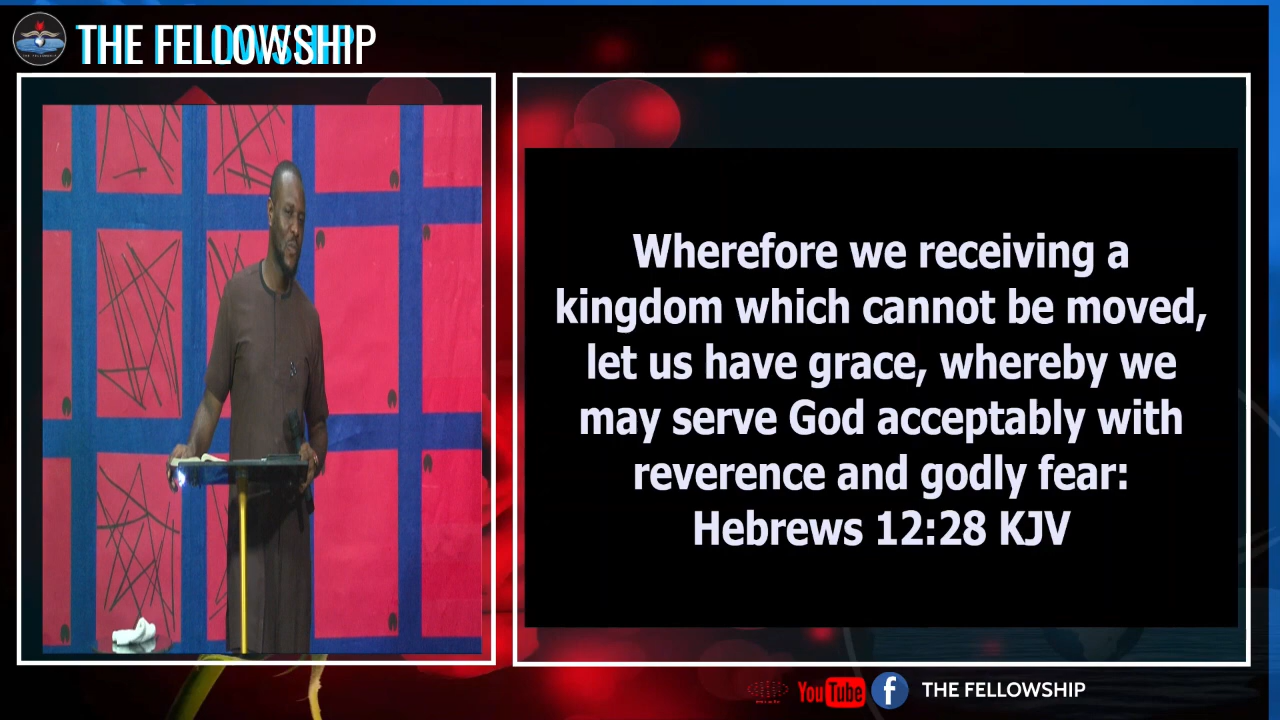 THE FELLOWSHIP
Wherefore we receiving a
kingdom which cannot be moved,
let us have grace, whereby we
may serve God acceptably with
reverence and godly fear:
Hebrews 12:28 KJV
YouTube
f
THE FELLOWSHIP